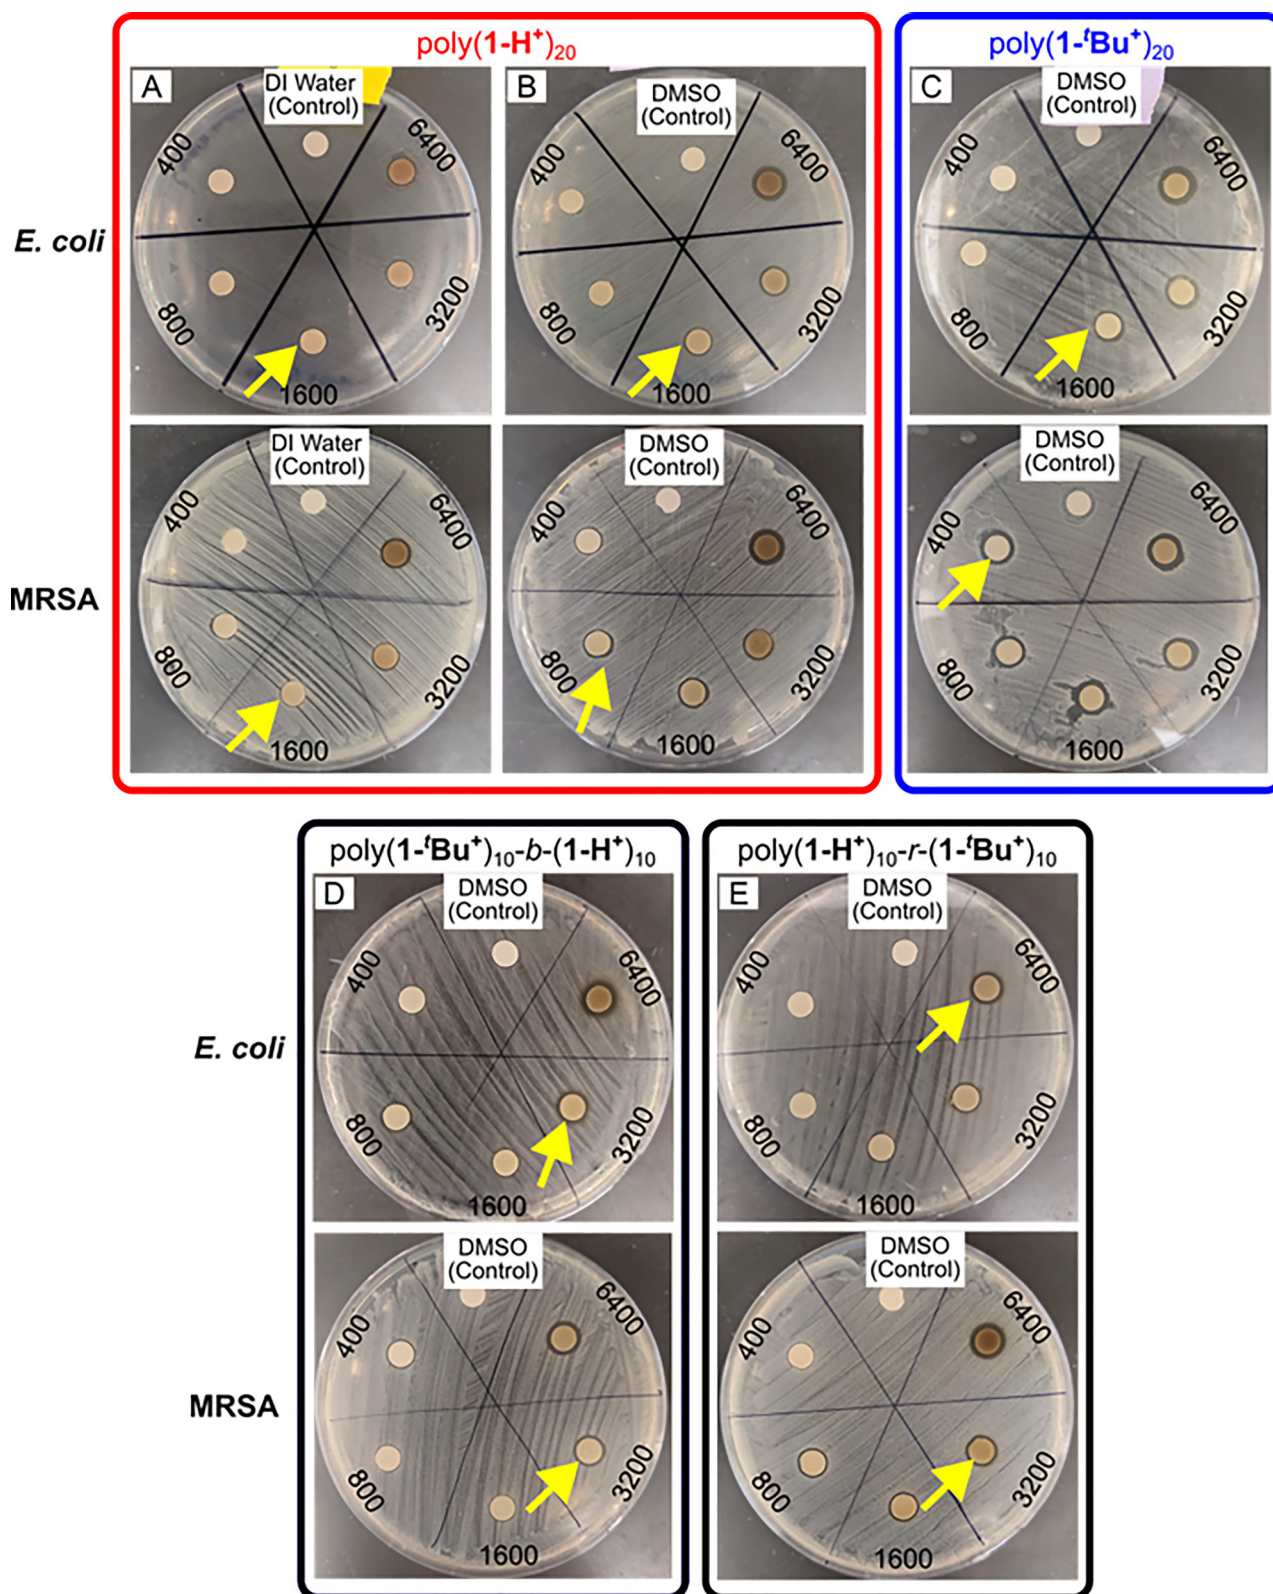 poly(1-H⁺)₂₀
poly(1-ᵗBu⁺)₂₀
A
DI Water
(Control)
400
6400
800
3200
1600
B
DMSO
(Control)
400
6400
800
3200
1600
C
DMSO
(Control)
400
6400
800
3200
1600
E. coli
DI Water
(Control)
400
6400
800
3200
1600
DMSO
(Control)
400
6400
800
3200
1600
DMSO
(Control)
400
6400
800
3200
1600
MRSA
poly(1-ᵗBu⁺)₁₀-b-(1-H⁺)₁₀
poly(1-H⁺)₁₀-r-(1-ᵗBu⁺)₁₀
D
DMSO
(Control)
400
6400
800
3200
1600
E
DMSO
(Control)
400
6400
800
3200
1600
E. coli
DMSO
(Control)
400
6400
800
3200
1600
DMSO
(Control)
400
6400
800
3200
1600
MRSA